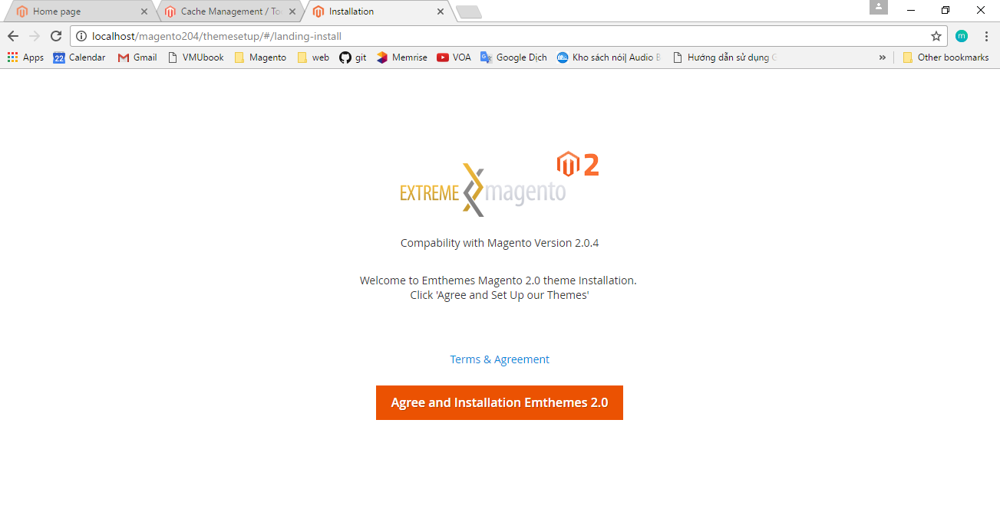 Home page
Cache Management / To
Installation
localhost/magento204/themesetup/#/landing-install
m
Apps
22 Calendar
Gmail
VMUbook
Magento
web
git
Memrise
VOA
Google Dịch
Kho sách nói| Audio B
Hướng dẫn sử dụng G
»
Other bookmarks
2
EXTREME magento
Compability with Magento Version 2.0.4
Welcome to Emthemes Magento 2.0 theme Installation.
Click 'Agree and Set Up our Themes'
Terms & Agreement
Agree and Installation Emthemes 2.0